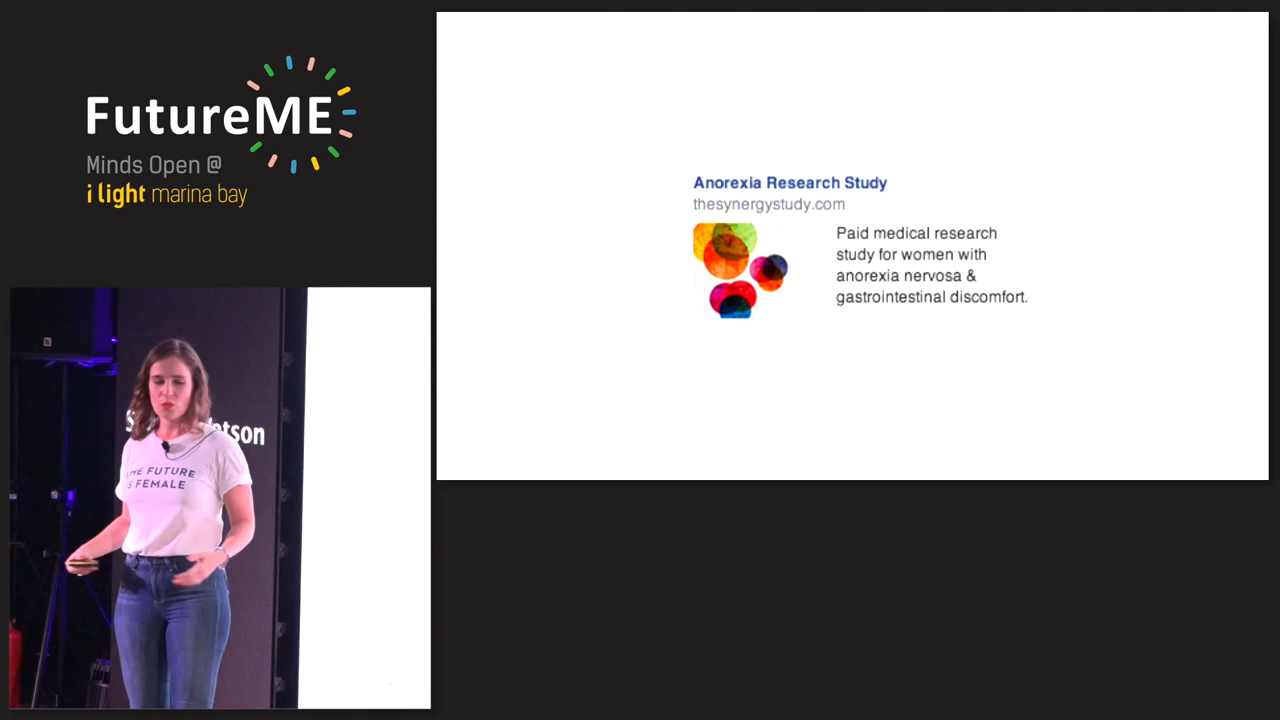 FutureME
Minds Open @
i light marina bay
Anorexia Research Study
thesynergystudy.com
Paid medical research
study for women with
anorexia nervosa &
gastrointestinal discomfort.
FUTURE
FEMALE